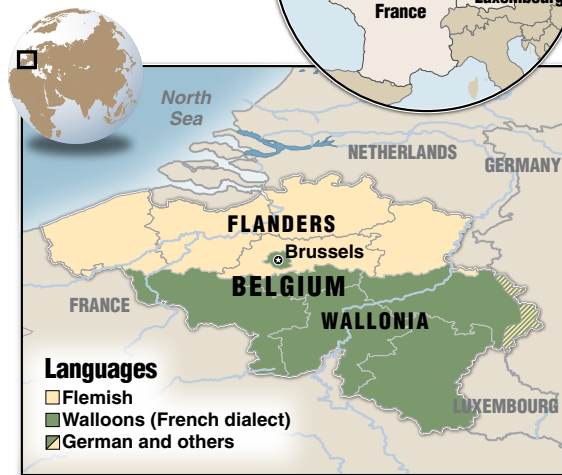 France
Luxembourg
North
Sea
NETHERLANDS
GERMANY
FLANDERS
Brussels
BELGIUM
FRANCE
WALLONIA
Languages
Flemish
Walloons (French dialect)
German and others
LUXEMBOURG